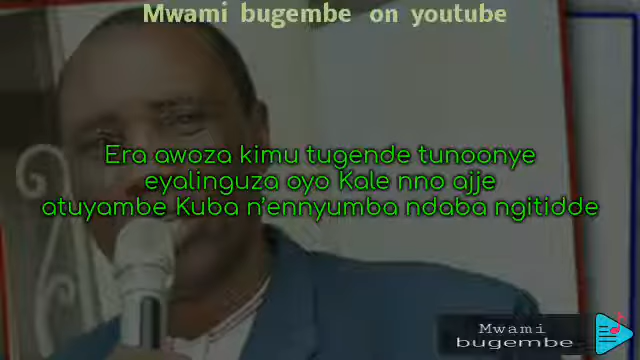 Mwami bugembe on youtube
Era awoza kimu tugende tunoonye
eyalinguza oyo Kale nno ajje
atuyambe Kuba n'ennyumba ndaba ngitidde
Mwami
bugembe